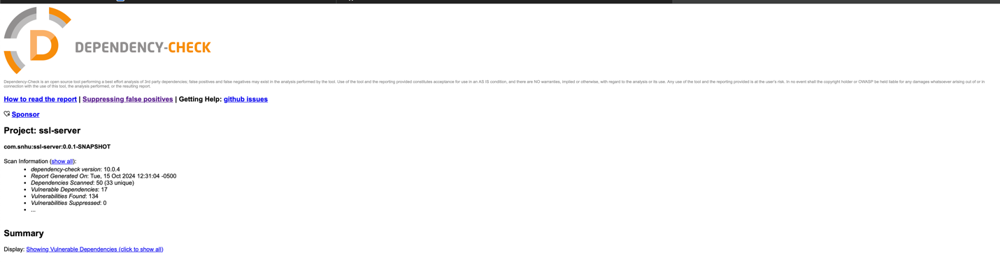 D
DEPENDENCY-CHECK
Dependency-Check is an open source tool performing a best effort analysis of 3rd party dependencies; false positives and false negatives may exist in the analysis performed by the tool. Use of the tool and the reporting provided constitutes acceptance for use in an AS IS condition, and there are NO warranties, implied or otherwise, with regard to the analysis or its use. Any use of the tool and the reporting provided is at the user's risk. In no event shall the copyright holder or OWASP be held liable for any damages whatsoever arising out of or in
connection with the use of this tool, the analysis performed, or the resulting report.
How to read the report | Suppressing false positives | Getting Help: github issues
Sponsor
Project: ssl-server
com.snhu:ssl-server:0.0.1-SNAPSHOT
Scan Information (show all):
• dependency-check version: 10.0.4
• Report Generated On: Tue, 15 Oct 2024 12:31:04 -0500
• Dependencies Scanned: 50 (33 unique)
• Vulnerable Dependencies: 17
• Vulnerabilities Found: 134
• Vulnerabilities Suppressed: 0
• ...
Summary
Display: Showing Vulnerable Dependencies (click to show all)